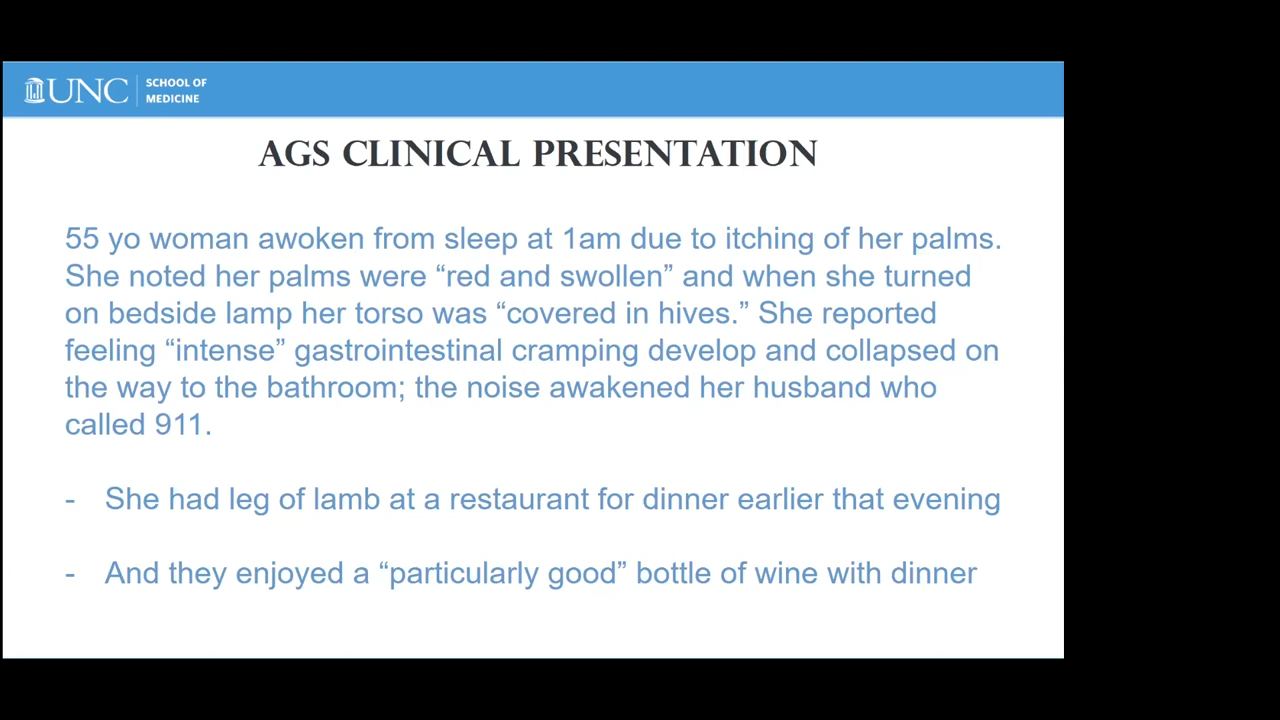 UNC
SCHOOL OF
MEDICINE
AGS CLINICAL PRESENTATION
55 yo woman awoken from sleep at 1am due to itching of her palms.
She noted her palms were “red and swollen” and when she turned
on bedside lamp her torso was “covered in hives.” She reported
feeling “intense” gastrointestinal cramping develop and collapsed on
the way to the bathroom; the noise awakened her husband who
called 911.
- She had leg of lamb at a restaurant for dinner earlier that evening
- And they enjoyed a “particularly good” bottle of wine with dinner